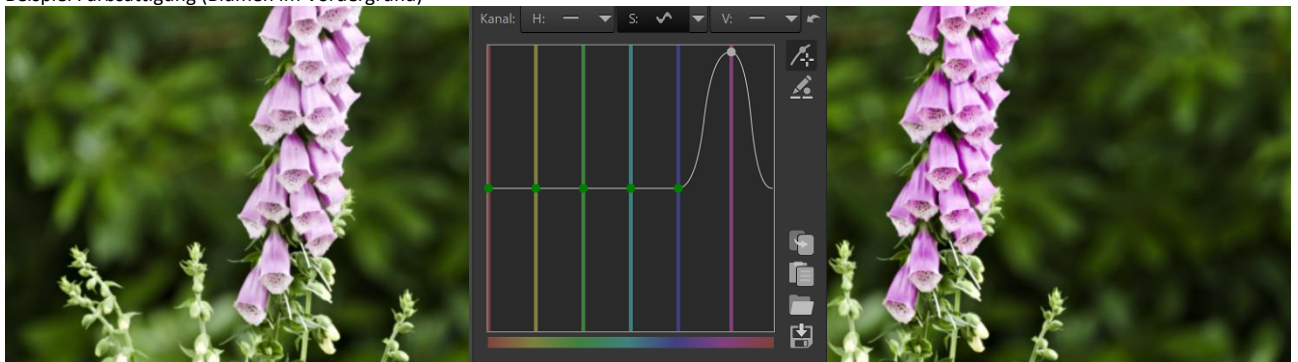 Beispiel Farbsättigung (Blumen im Vordergrund)
Kanal: H: S: V: